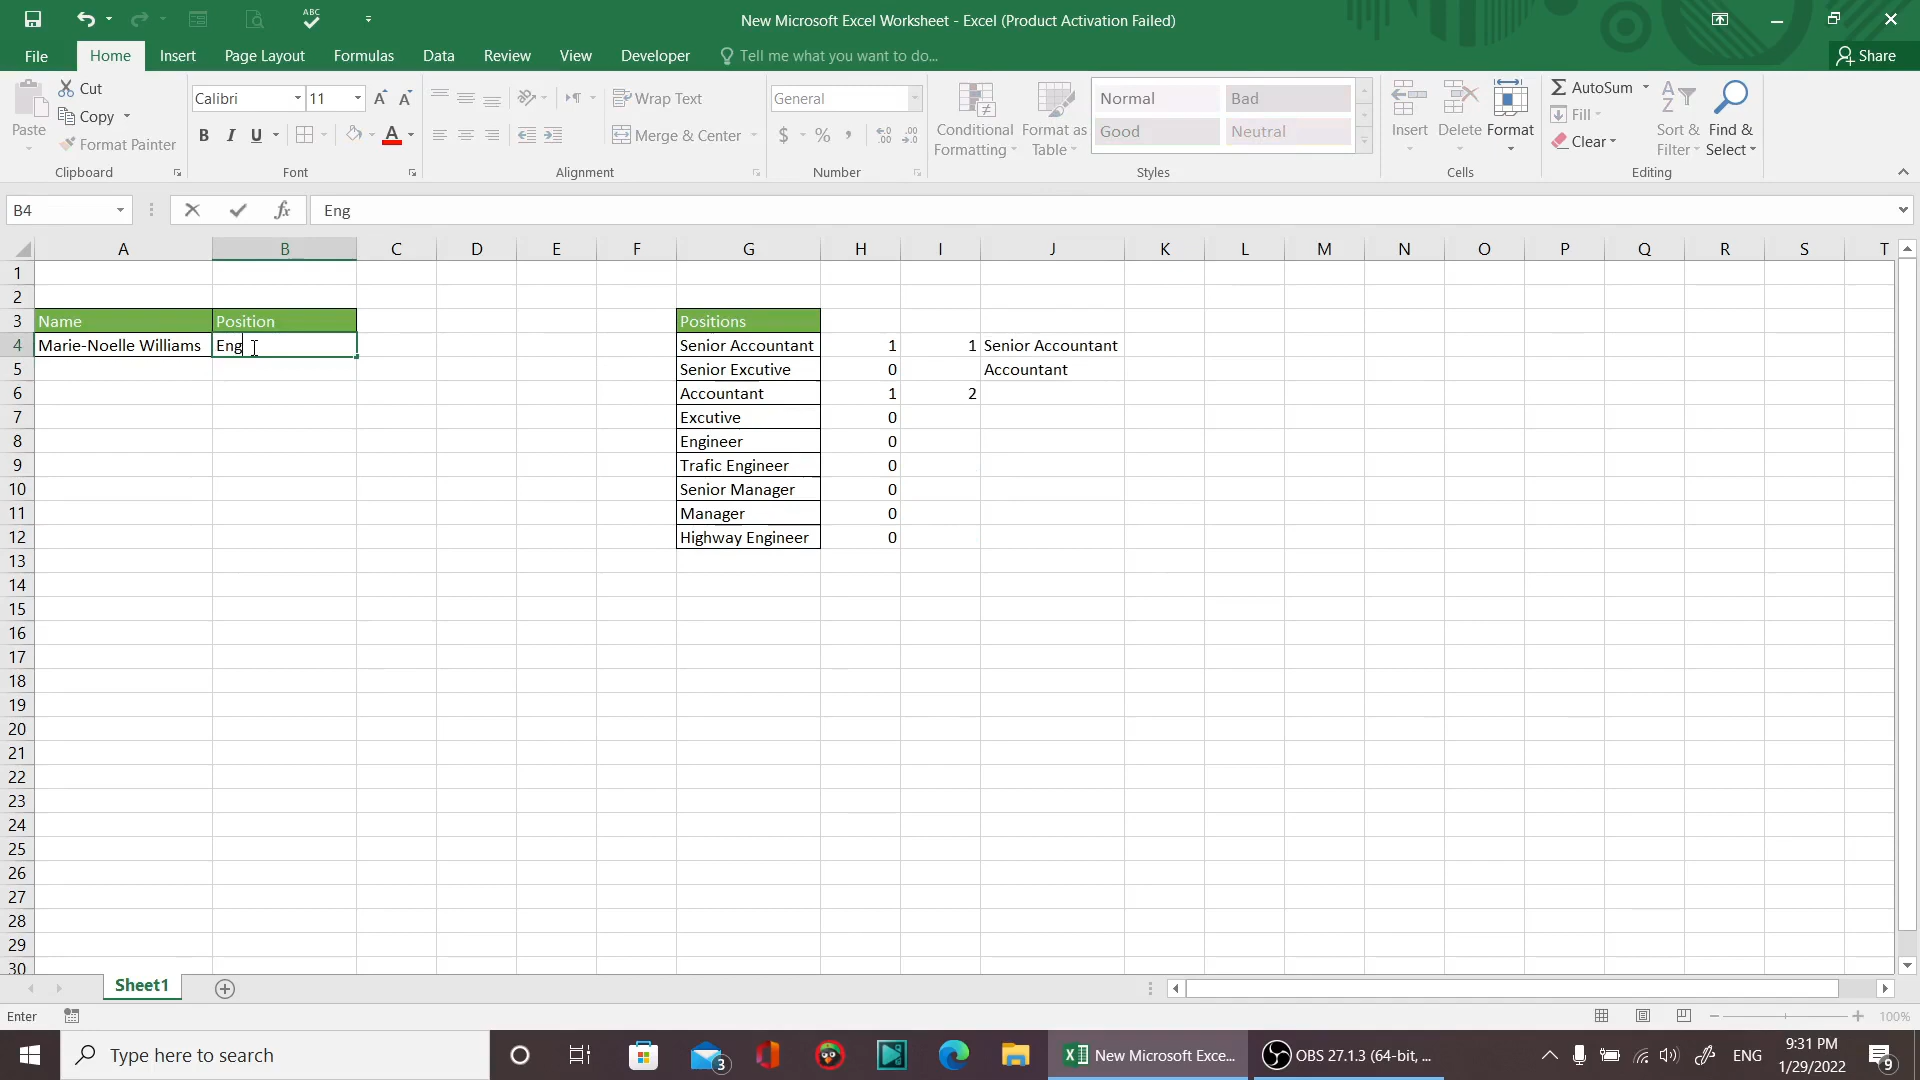 ABC
New Microsoft Excel Worksheet - Excel (Product Activation Failed)
File Home Insert Page Layout Formulas Data Review View Developer Tell me what you want to do... Share
Paste Cut Copy Format Painter Clipboard
Calibri 11 A A B I U A Font
Wrap Text Merge & Center Alignment
General $ % Number
Conditional Formatting Format as Table Normal Bad Good Neutral Styles
Insert Delete Format Cells
AutoSum Fill Clear Sort & Filter Find & Select Editing
B4 fx Eng
A B C D E F G H I J K L M N O P Q R S T
1
2
3 Name Position Positions
4 Marie-Noelle Williams Eng Senior Accountant 1 1 Senior Accountant
5 Senior Excutive 0 Accountant
6 Accountant 1 2
7 Excutive 0
8 Engineer 0
9 Trafic Engineer 0
10 Senior Manager 0
11 Manager 0
12 Highway Engineer 0
13
14
15
16
17
18
19
20
21
22
23
24
25
26
27
28
29
30
Sheet1
Enter 100%
Type here to search 3 New Microsoft Exce... OBS 27.1.3 (64-bit, ... ENG 9:31 PM 9
1/29/2022